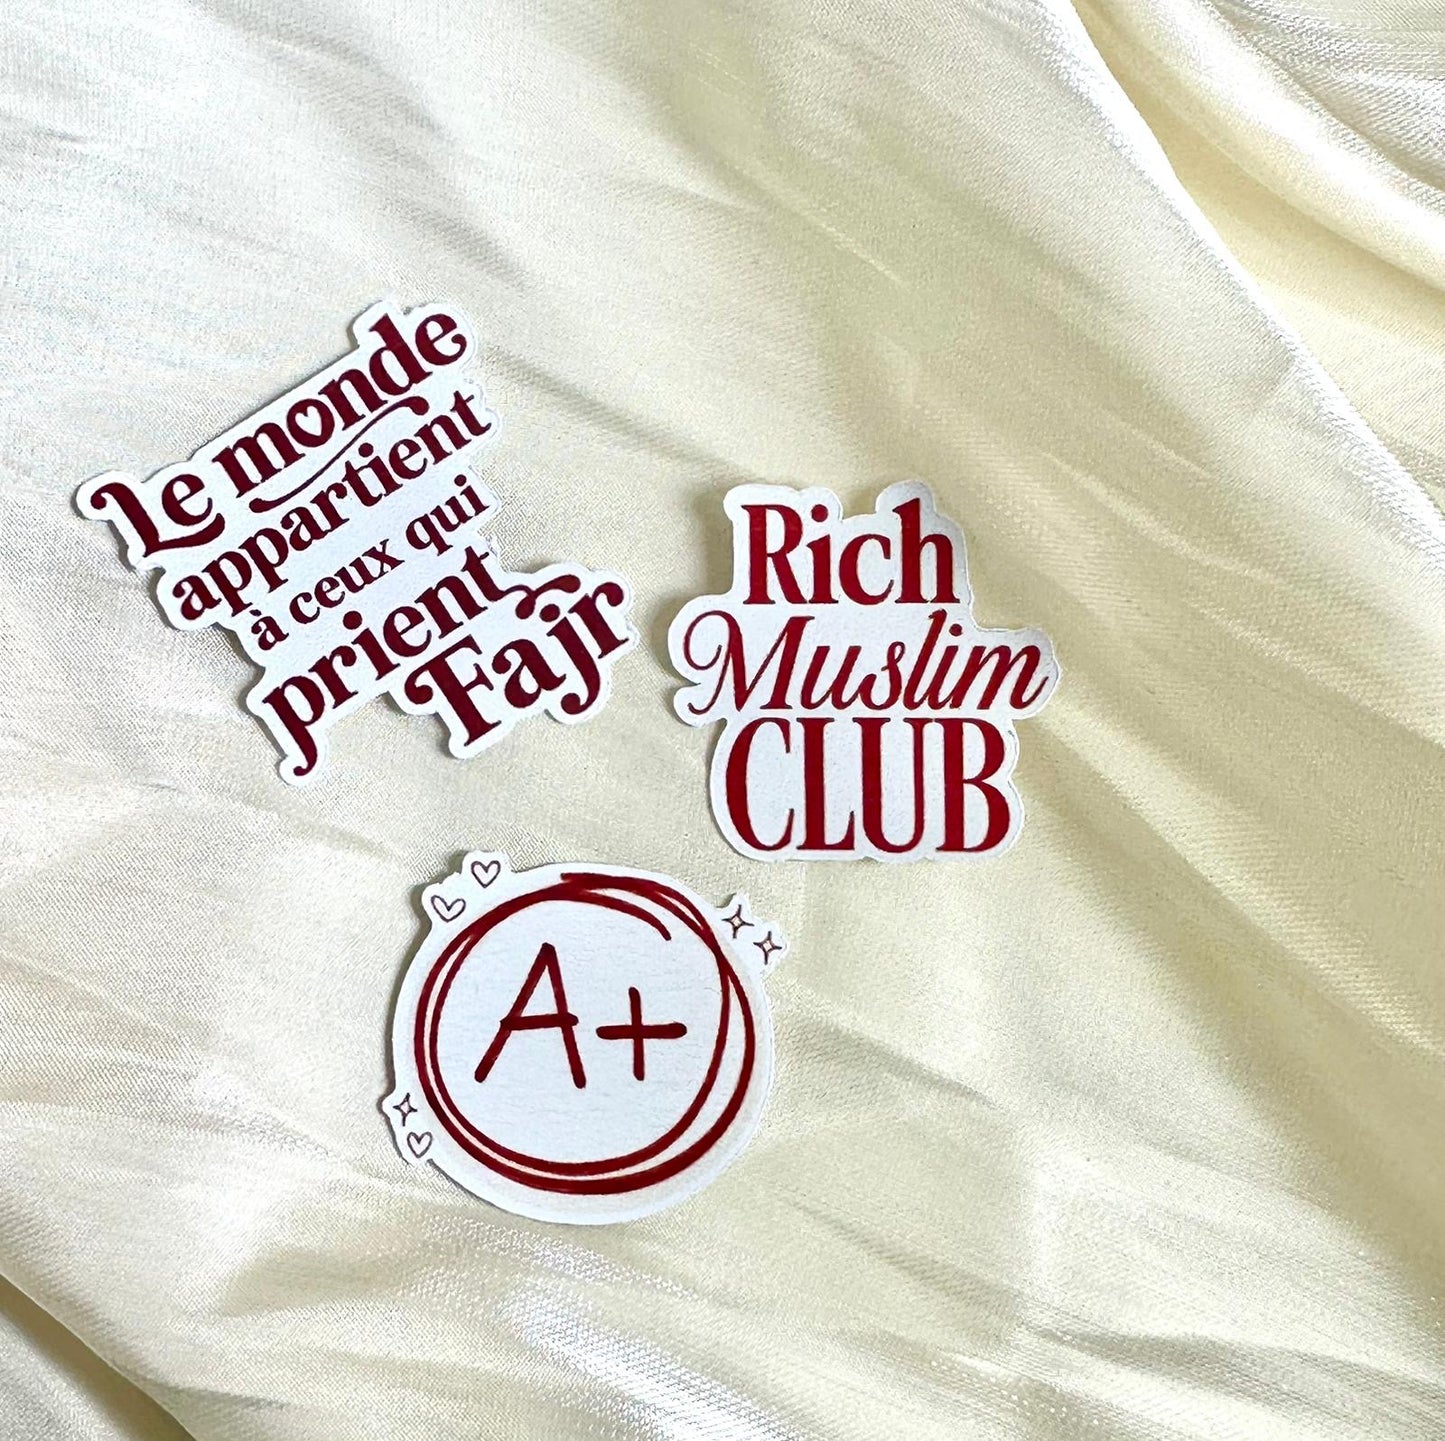 Le monde
appartient
à ceux qui
prient
Fajr
Rich
Muslim
CLUB
A+